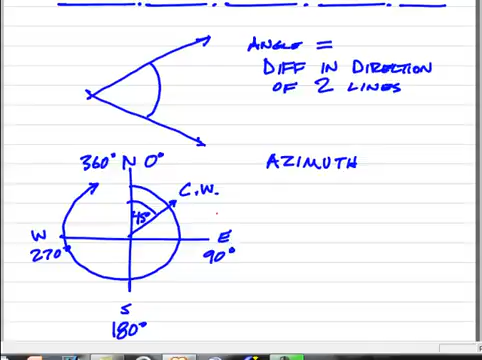 ANGLE =
DIFF IN DIRECTION
OF 2 LINES
360° N 0°
AZIMUTH
C.W.
45°
W
E
270°
90°
S
180°